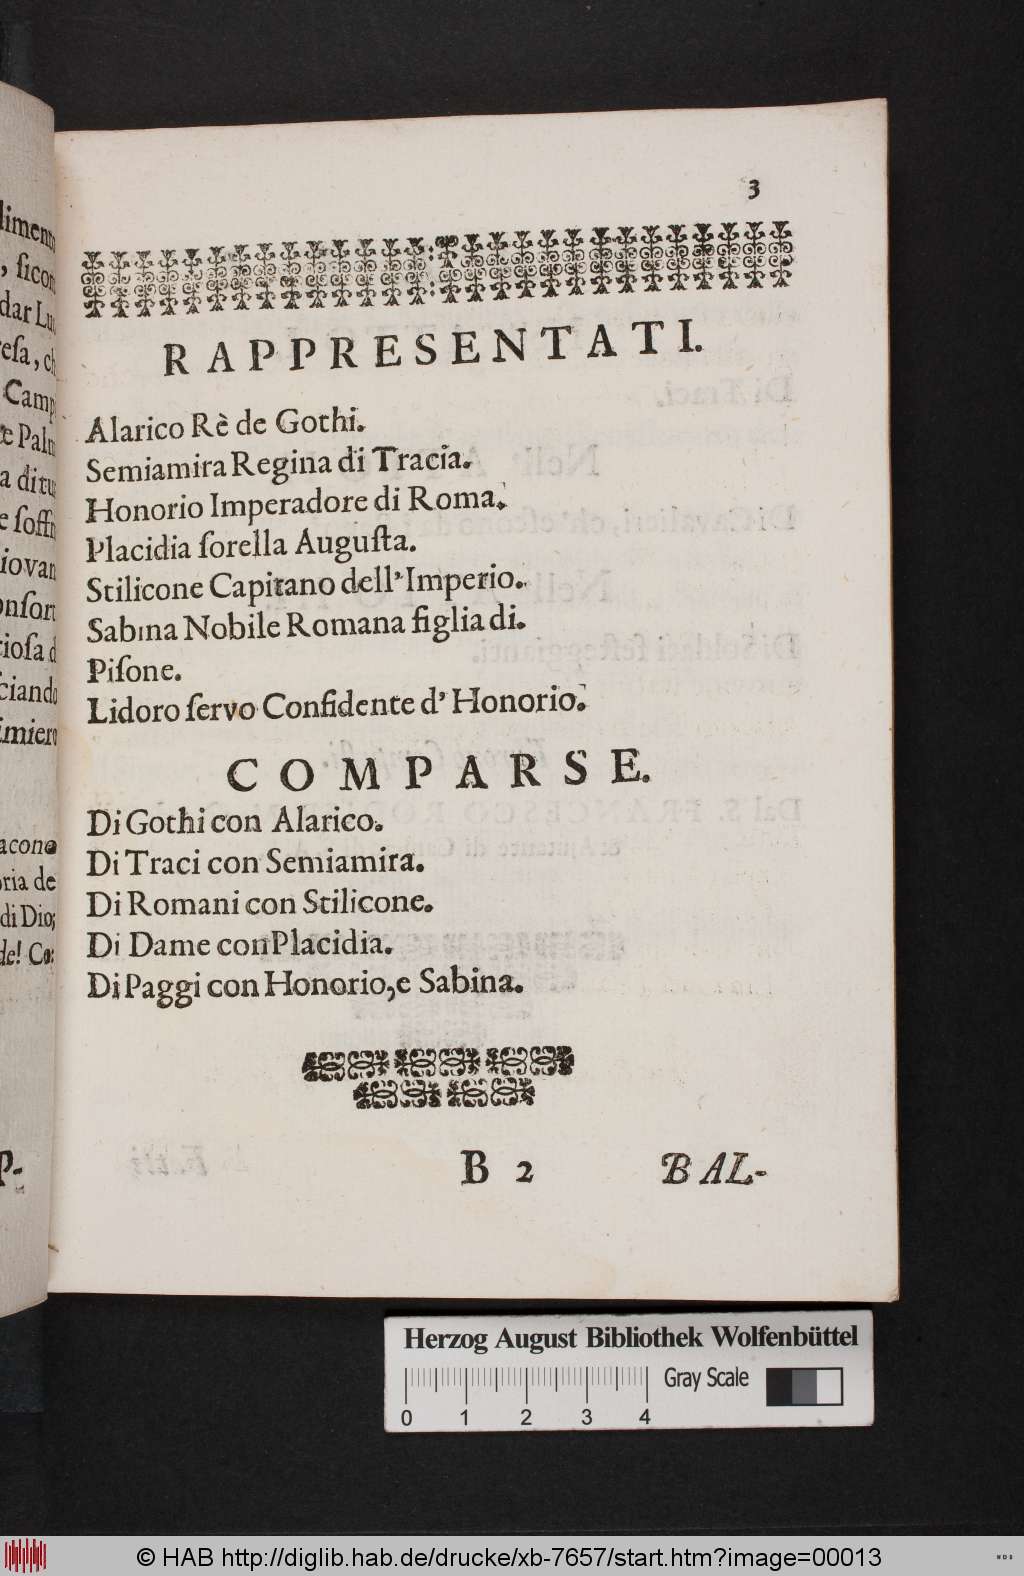 3
RAPPRESENTATI.
Alarico Rè de Gothi.
Semiamira Regina di Tracia.
Honorio Imperadore di Roma.
Placidia ſorella Auguſta.
Stilicone Capitano dell'Imperio.
Sabina Nobile Romana figlia di.
Piſone.
Lidoro ſervo Confidente d' Honorio.
COMPARSE.
Di Gothi con Alarico.
Di Traci con Semiamira.
Di Romani con Stilicone.
Di Dame con Placidia.
Di Paggi con Honorio, e Sabina.
B 2
BAL-
Herzog August Bibliothek Wolfenbüttel
Gray Scale
0 1 2 3 4
© HAB http://diglib.hab.de/drucke/xb-7657/start.htm?image=00013